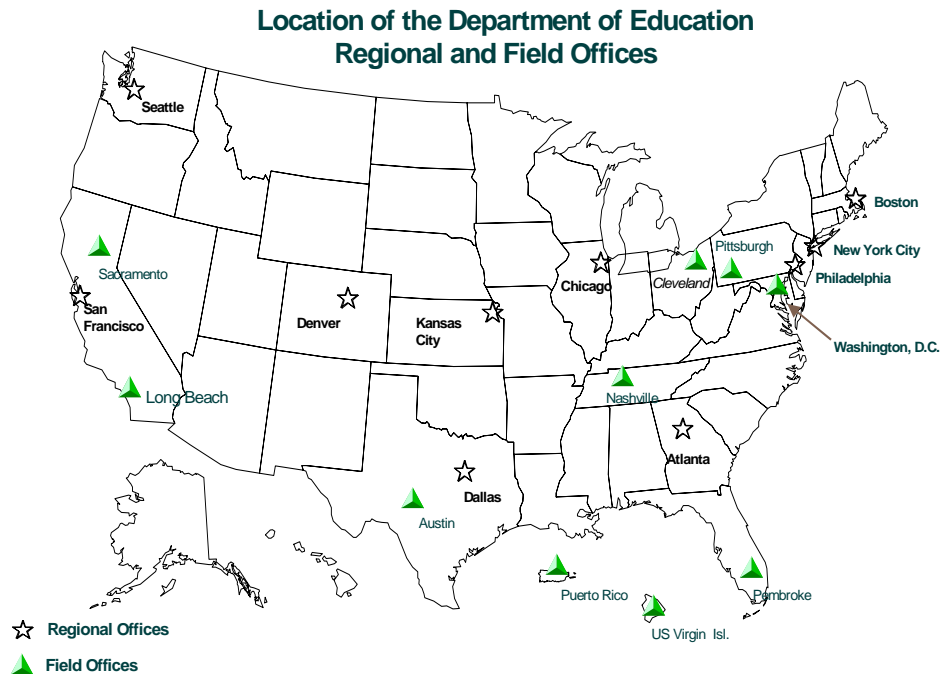 Location of the Department of Education
Regional and Field Offices
Seattle
Boston
Pittsburgh
New York City
Sacramento
Philadelphia
Cleveland
Chicago
San
Francisco
Denver
Kansas
City
Washington, D.C.
Long Beach
Nashville
Atlanta
Dallas
Austin
Puerto Rico
Pembroke
US Virgin Isl.
Regional Offices
Field Offices